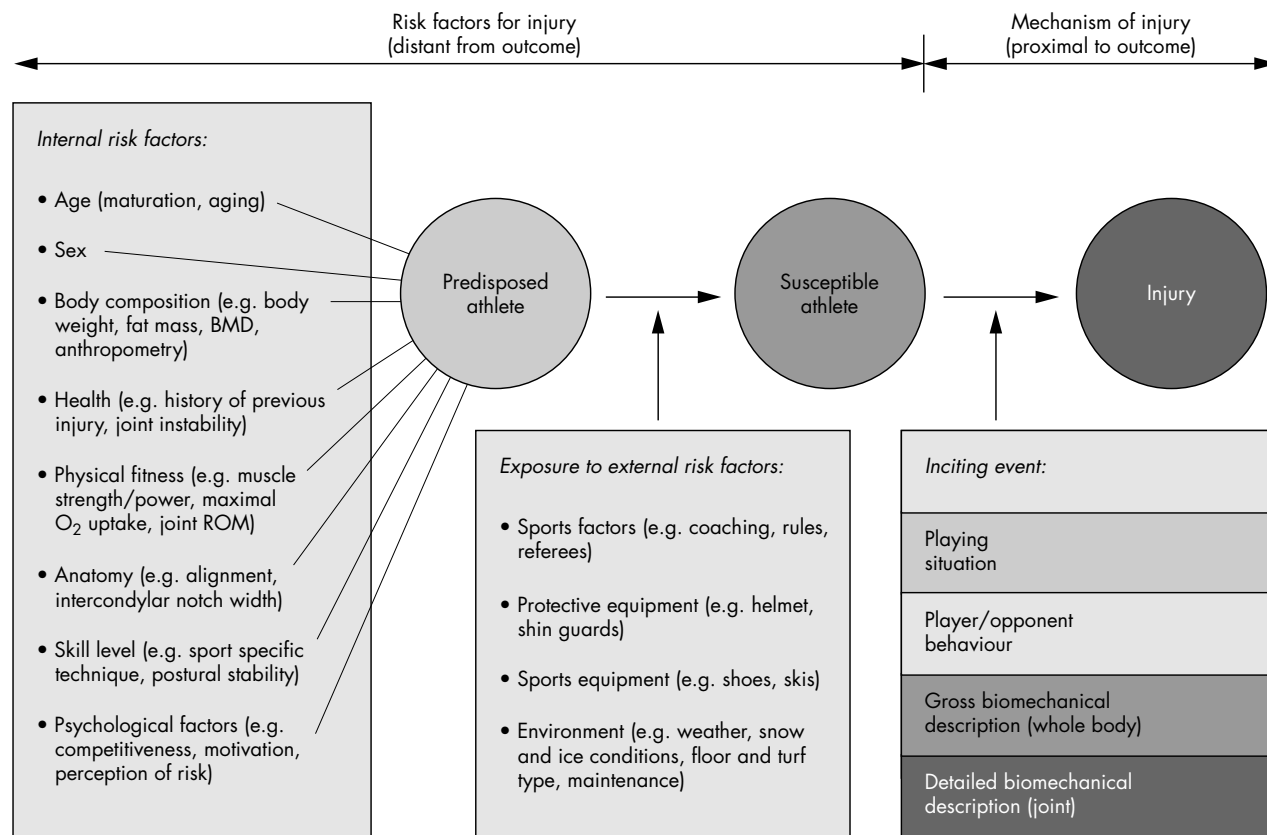 Risk factors for injury
(distant from outcome)
Mechanism of injury
(proximal to outcome)
Internal risk factors:
• Age (maturation, aging)
• Sex
• Body composition (e.g. body
weight, fat mass, BMD,
anthropometry)
• Health (e.g. history of previous
injury, joint instability)
• Physical fitness (e.g. muscle
strength/power, maximal
O2 uptake, joint ROM)
• Anatomy (e.g. alignment,
intercondylar notch width)
• Skill level (e.g. sport specific
technique, postural stability)
• Psychological factors (e.g.
competitiveness, motivation,
perception of risk)
Predisposed
athlete
Susceptible
athlete
Injury
Exposure to external risk factors:
• Sports factors (e.g. coaching, rules,
referees)
• Protective equipment (e.g. helmet,
shin guards)
• Sports equipment (e.g. shoes, skis)
• Environment (e.g. weather, snow
and ice conditions, floor and turf
type, maintenance)
Inciting event:
Playing
situation
Player/opponent
behaviour
Gross biomechanical
description (whole body)
Detailed biomechanical
description (joint)